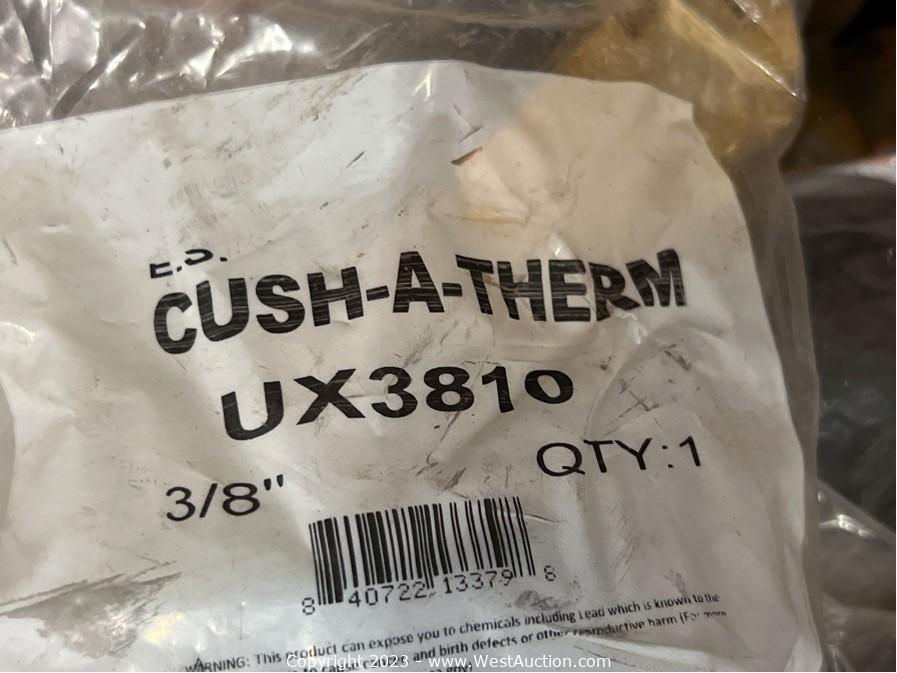 E.S.
CUSH-A-THERM
UX3810
QTY:1
3/8"
8 40722 13379 8
WARNING: This product can expose you to chemicals including Lead which is known to the
and birth defects or other reproductive harm (For more
Copyright 2023 - www.WestAuction.com